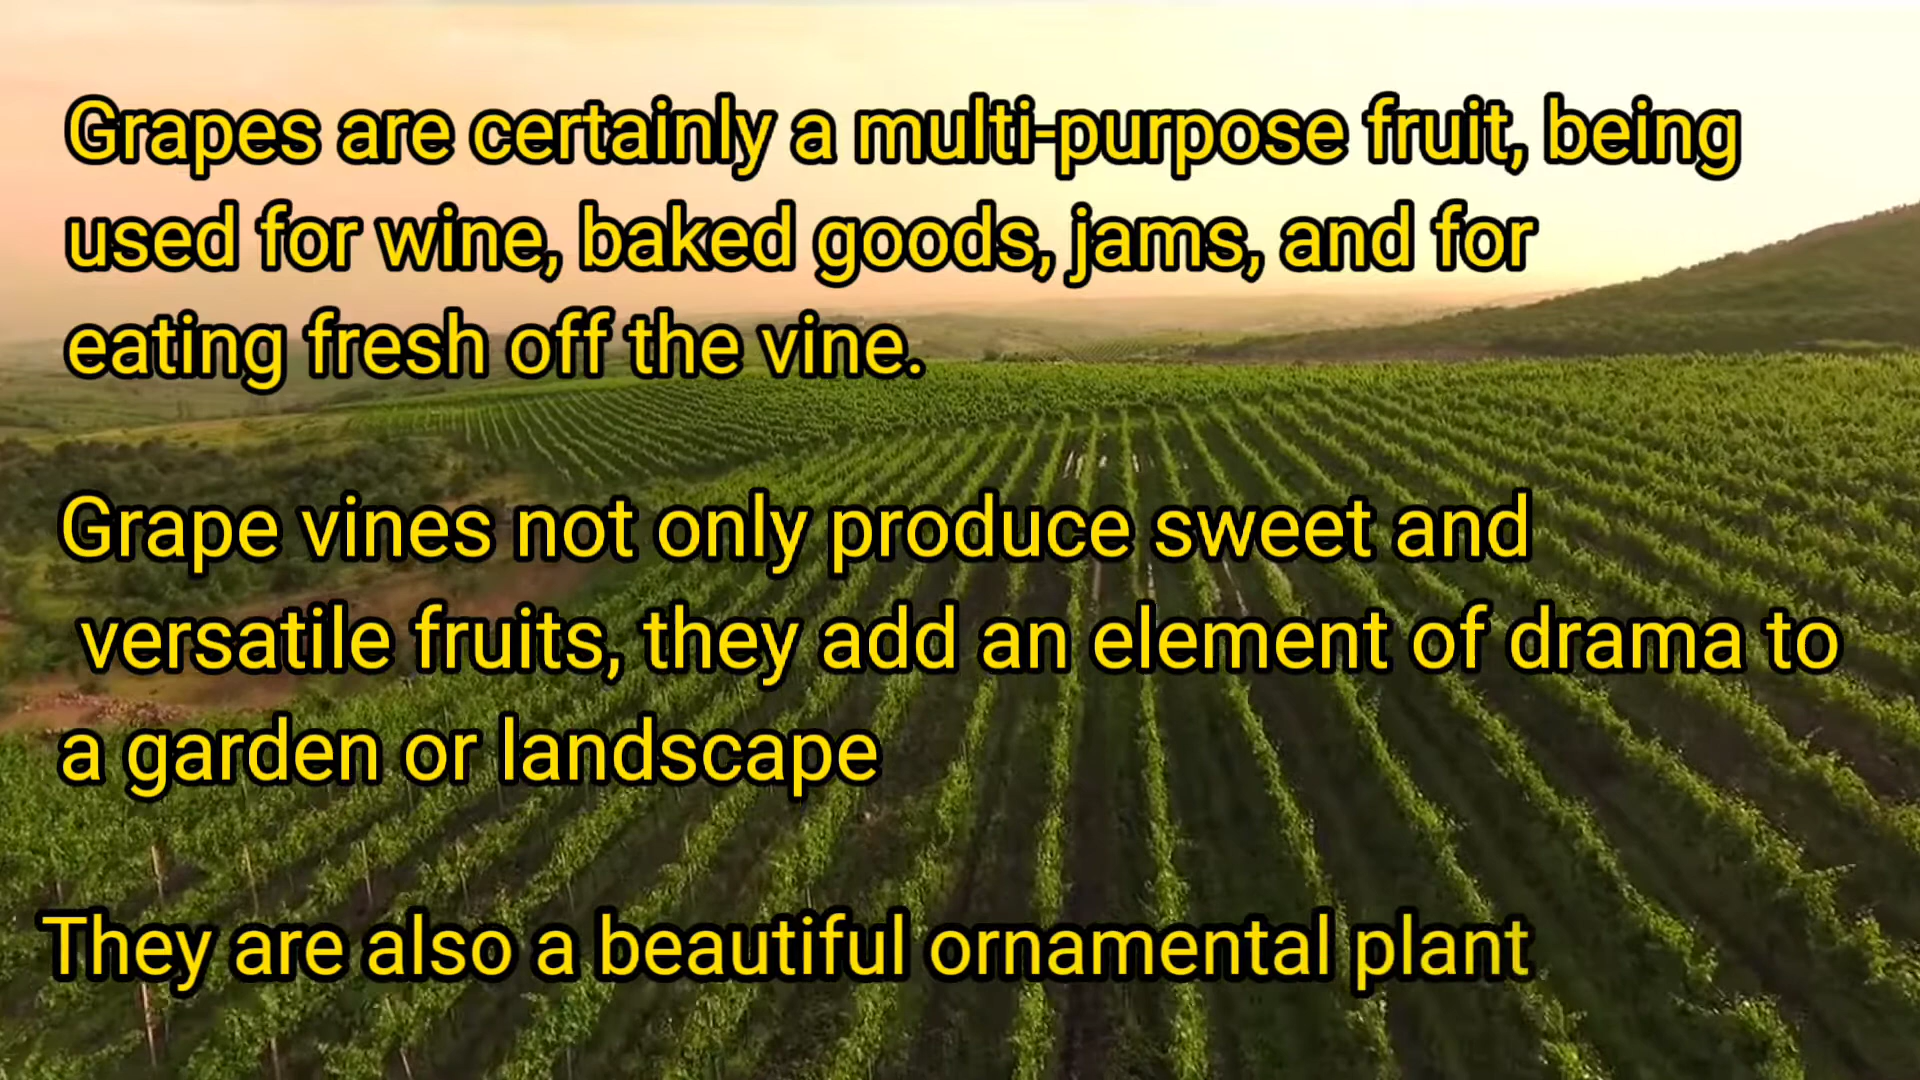 Grapes are certainly a multi-purpose fruit, being
used for wine, baked goods, jams, and for
eating fresh off the vine.
Grape vines not only produce sweet and
versatile fruits, they add an element of drama to
a garden or landscape
They are also a beautiful ornamental plant